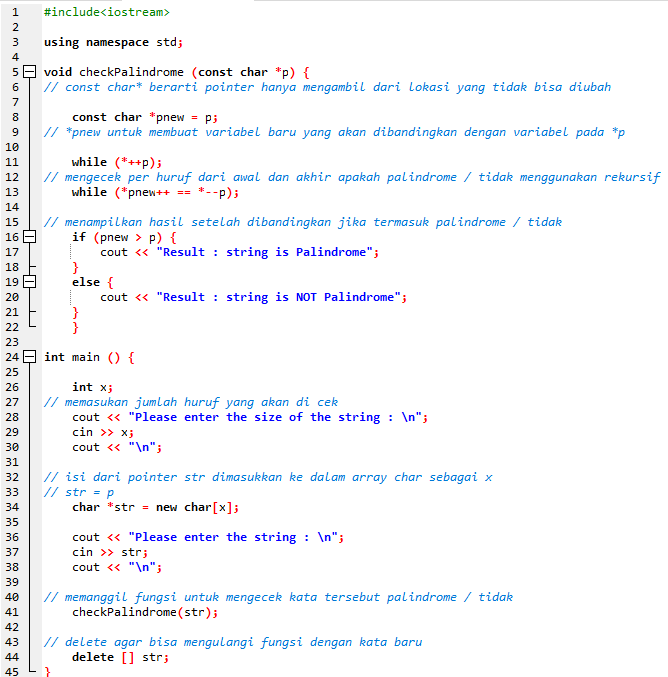 1 #include<iostream>
2
3 using namespace std;
4
5 void checkPalindrome (const char *p) {
6 // const char* berarti pointer hanya mengambil dari lokasi yang tidak bisa diubah
7
8 const char *pnew = p;
9 // *pnew untuk membuat variabel baru yang akan dibandingkan dengan variabel pada *p
10
11 while (*++p);
12 // mengecek per huruf dari awal dan akhir apakah palindrome / tidak menggunakan rekursif
13 while (*pnew++ == *--p);
14
15 // menampilkan hasil setelah dibandingkan jika termasuk palindrome / tidak
16 if (pnew > p) {
17 cout << "Result : string is Palindrome";
18 }
19 else {
20 cout << "Result : string is NOT Palindrome";
21 }
22 }
23
24 int main () {
25
26 int x;
27 // memasukan jumlah huruf yang akan di cek
28 cout << "Please enter the size of the string : \n";
29 cin >> x;
30 cout << "\n";
31
32 // isi dari pointer str dimasukkan ke dalam array char sebagai x
33 // str = p
34 char *str = new char[x];
35
36 cout << "Please enter the string : \n";
37 cin >> str;
38 cout << "\n";
39
40 // memanggil fungsi untuk mengecek kata tersebut palindrome / tidak
41 checkPalindrome(str);
42
43 // delete agar bisa mengulangi fungsi dengan kata baru
44 delete [] str;
45 }